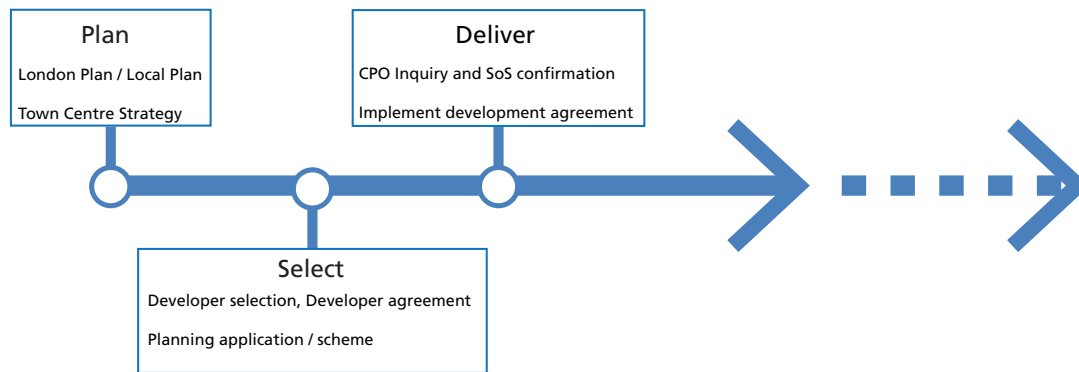 Plan
London Plan / Local Plan
Town Centre Strategy
Deliver
CPO Inquiry and SoS confirmation
Implement development agreement
Select
Developer selection, Developer agreement
Planning application / scheme